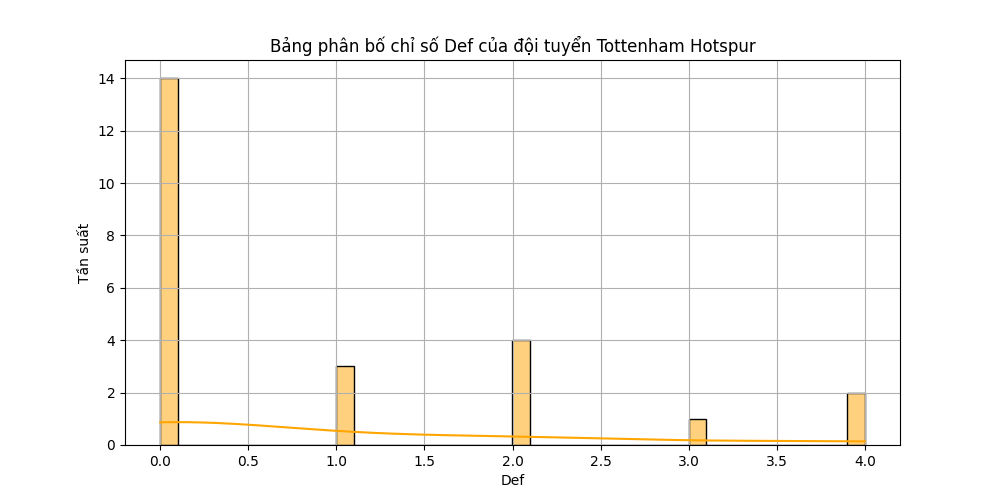 Bảng phân bố chỉ số Def của đội tuyển Tottenham Hotspur
Tần suất
14
12
10
8
6
4
2
0
0.0 0.5 1.0 1.5 2.0 2.5 3.0 3.5 4.0
Def